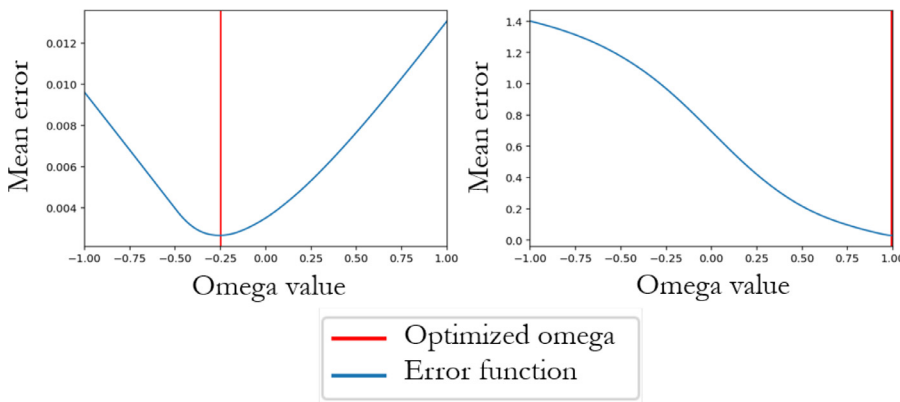 Mean error
0.012
0.010
0.008
0.006
0.004
−1.00 −0.75 −0.50 −0.25 0.00 0.25 0.50 0.75 1.00
Omega value
Mean error
1.4
1.2
1.0
0.8
0.6
0.4
0.2
0.0
−1.00 −0.75 −0.50 −0.25 0.00 0.25 0.50 0.75 1.00
Omega value
Optimized omega
Error function